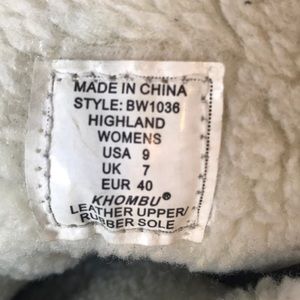 MADE IN CHINA
STYLE: BW1036
HIGHLAND
WOMENS
USA 9
UK 7
EUR 40
KHOMBU®
LEATHER UPPER/
RUBBER SOLE